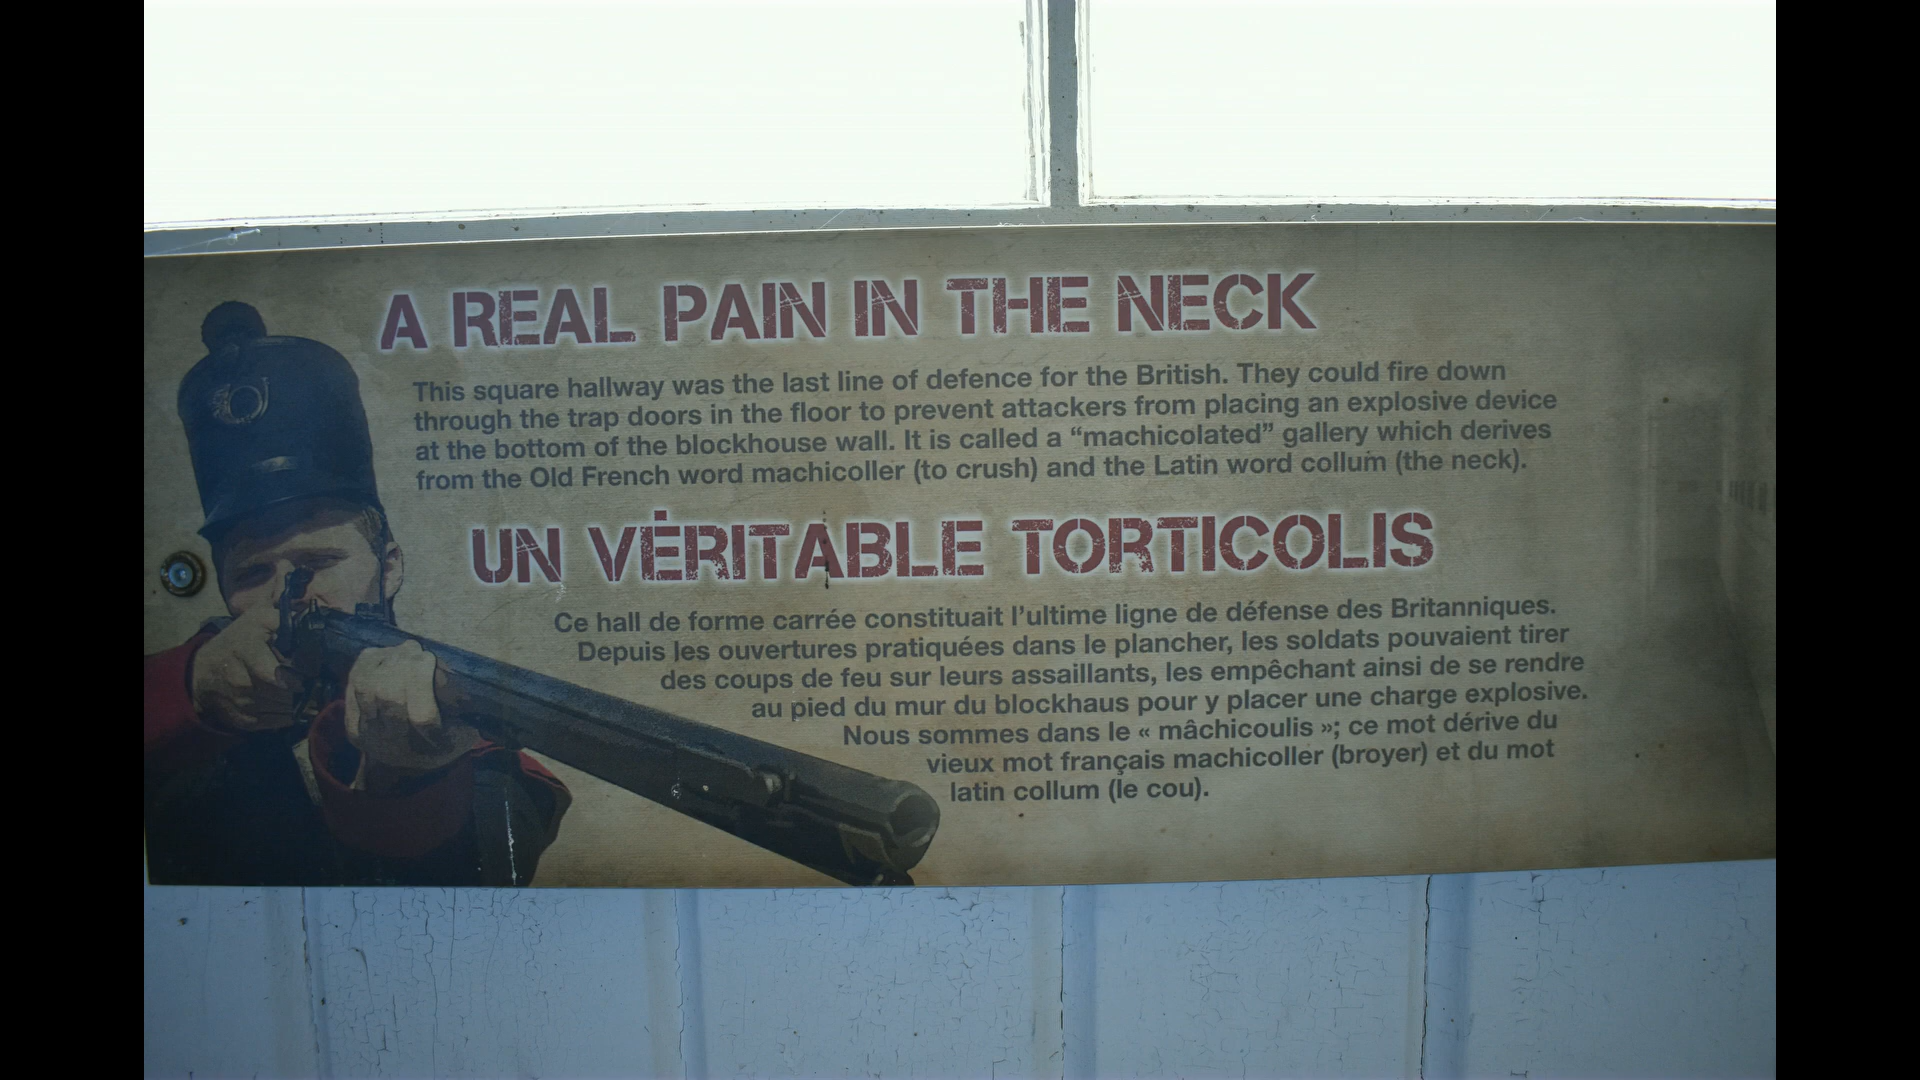 A REAL PAIN IN THE NECK
This square hallway was the last line of defence for the British. They could fire down
through the trap doors in the floor to prevent attackers from placing an explosive device
at the bottom of the blockhouse wall. It is called a “machicolated” gallery which derives
from the Old French word machicoller (to crush) and the Latin word collum (the neck).
UN VÉRITABLE TORTICOLIS
Ce hall de forme carrée constituait l’ultime ligne de défense des Britanniques.
Depuis les ouvertures pratiquées dans le plancher, les soldats pouvaient tirer
des coups de feu sur leurs assaillants, les empêchant ainsi de se rendre
au pied du mur du blockhaus pour y placer une charge explosive.
Nous sommes dans le « mâchicoulis »; ce mot dérive du
vieux mot français machicoller (broyer) et du mot
latin collum (le cou).